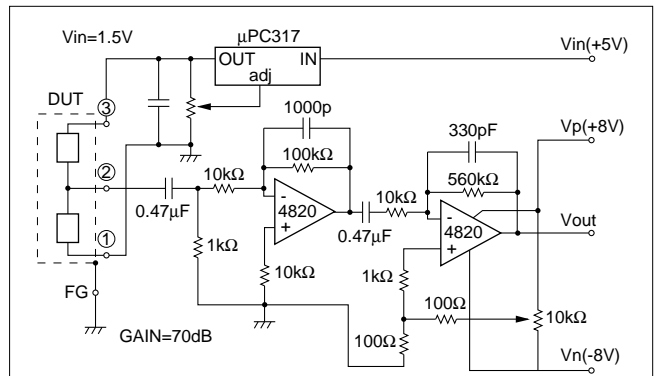 Vin=1.5V
μPC317
OUT IN
adj
Vin(+5V)
DUT
③
②
①
FG
1000p
100kΩ
10kΩ
-
+
4820
0.47μF
1kΩ
10kΩ
GAIN=70dB
330pF
560kΩ
10kΩ
-
+
4820
0.47μF
1kΩ
100Ω
100Ω
10kΩ
Vp(+8V)
Vout
Vn(-8V)